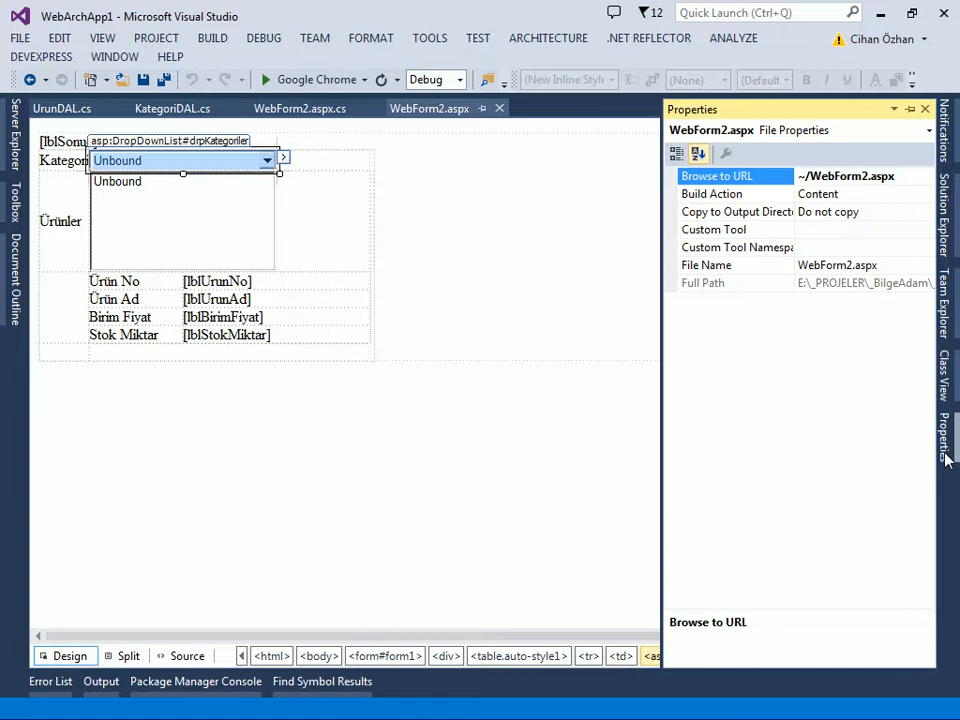 WebArchApp1 - Microsoft Visual Studio
12
Quick Launch (Ctrl+Q)
FILE EDIT VIEW PROJECT BUILD DEBUG TEAM FORMAT TOOLS TEST ARCHITECTURE .NET REFLECTOR ANALYZE
Cihan Özhan
DEVEXPRESS WINDOW HELP
Google Chrome
Debug
(New Inline Style)
(None)
(Default
B I U A
UrunDAL.cs KategoriDAL.cs WebForm2.aspx.cs WebForm2.aspx
Server Explorer
Toolbox
Document Outline
[lblSonu
asp:DropDownList#drpKategoriler
Kategori
Unbound
Unbound
Ürünler
Ürün No [lblUrunNo]
Ürün Ad [lblUrunAd]
Birim Fiyat [lblBirimFiyat]
Stok Miktar [lblStokMiktar]
Properties
WebForm2.aspx File Properties
Browse to URL ~/WebForm2.aspx
Build Action Content
Copy to Output Directo Do not copy
Custom Tool
Custom Tool Namespa
File Name WebForm2.aspx
Full Path E:\_PROJELER\_BilgeAdam\_
Browse to URL
Notifications
Solution Explorer
Team Explorer
Class View
Properties
Design Split Source
<html> <body> <form#form1> <div> <table.auto-style1> <tr> <td> <as
Error List Output Package Manager Console Find Symbol Results